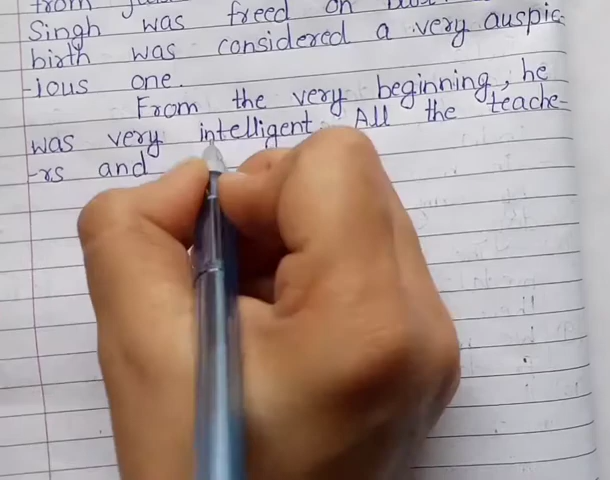 from
Singh was freed on
birth was considered a very auspic-
-ious one.
From the very beginning, he
was very intelligent. All the teache-
-rs and